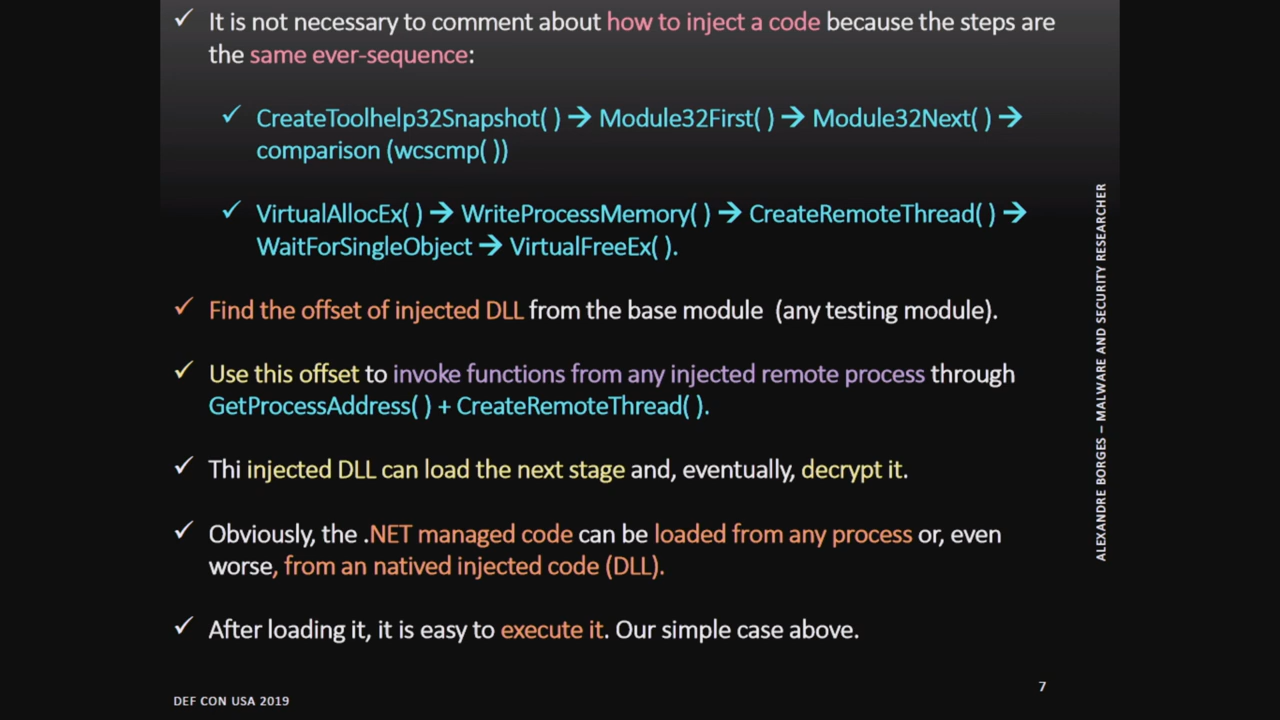 ✓ It is not necessary to comment about how to inject a code because the steps are
the same ever-sequence:
✓ CreateToolhelp32Snapshot( ) → Module32First( ) → Module32Next( ) →
comparison (wcscmp( ))
✓ VirtualAllocEx( ) → WriteProcessMemory( ) → CreateRemoteThread( ) →
WaitForSingleObject → VirtualFreeEx( ).
✓ Find the offset of injected DLL from the base module (any testing module).
✓ Use this offset to invoke functions from any injected remote process through
GetProcessAddress( ) + CreateRemoteThread( ).
✓ Thi injected DLL can load the next stage and, eventually, decrypt it.
✓ Obviously, the .NET managed code can be loaded from any process or, even
worse, from an natived injected code (DLL).
✓ After loading it, it is easy to execute it. Our simple case above.
ALEXANDRE BORGES – MALWARE AND SECURITY RESEARCHER
DEF CON USA 2019
7